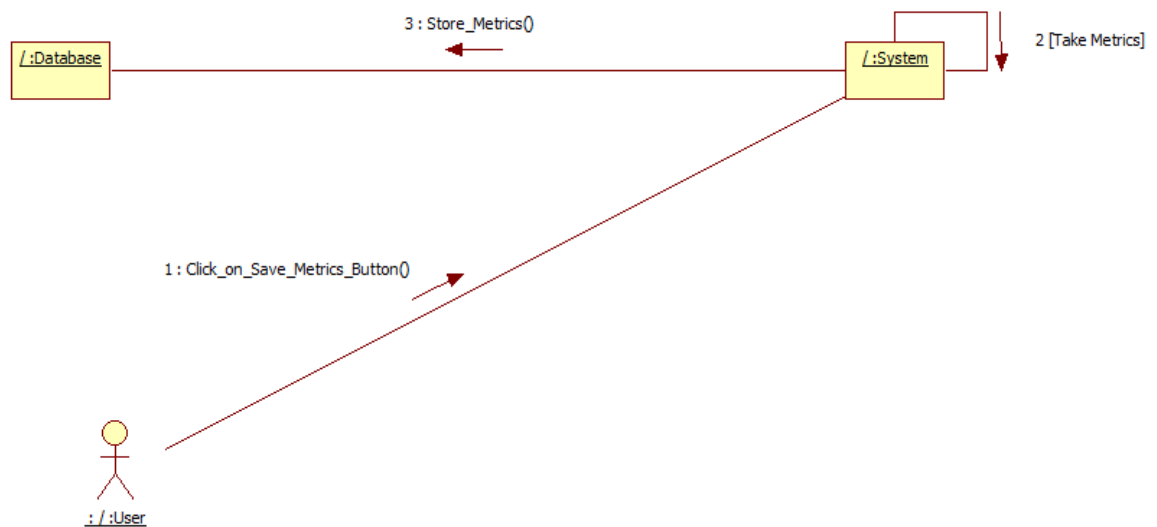 3 : Store_Metrics()
/ :Database
/ :System
2 [Take Metrics]
1 : Click_on_Save_Metrics_Button()
: / :User